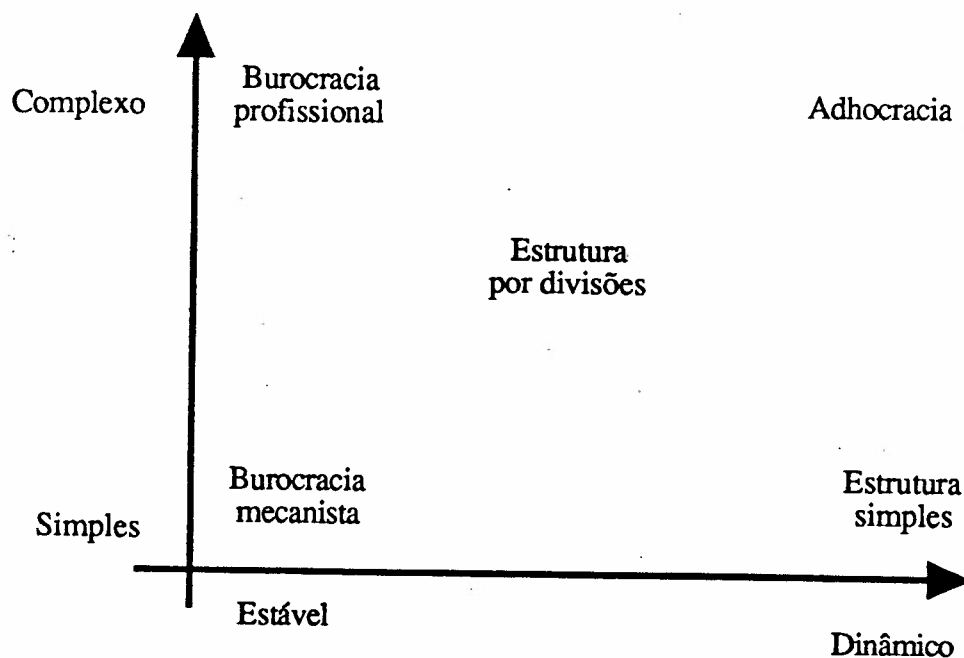 Complexo
Burocracia
profissional
Adhocracia
Estrutura
por divisões
Simples
Burocracia
mecanista
Estrutura
simples
Estável
Dinâmico